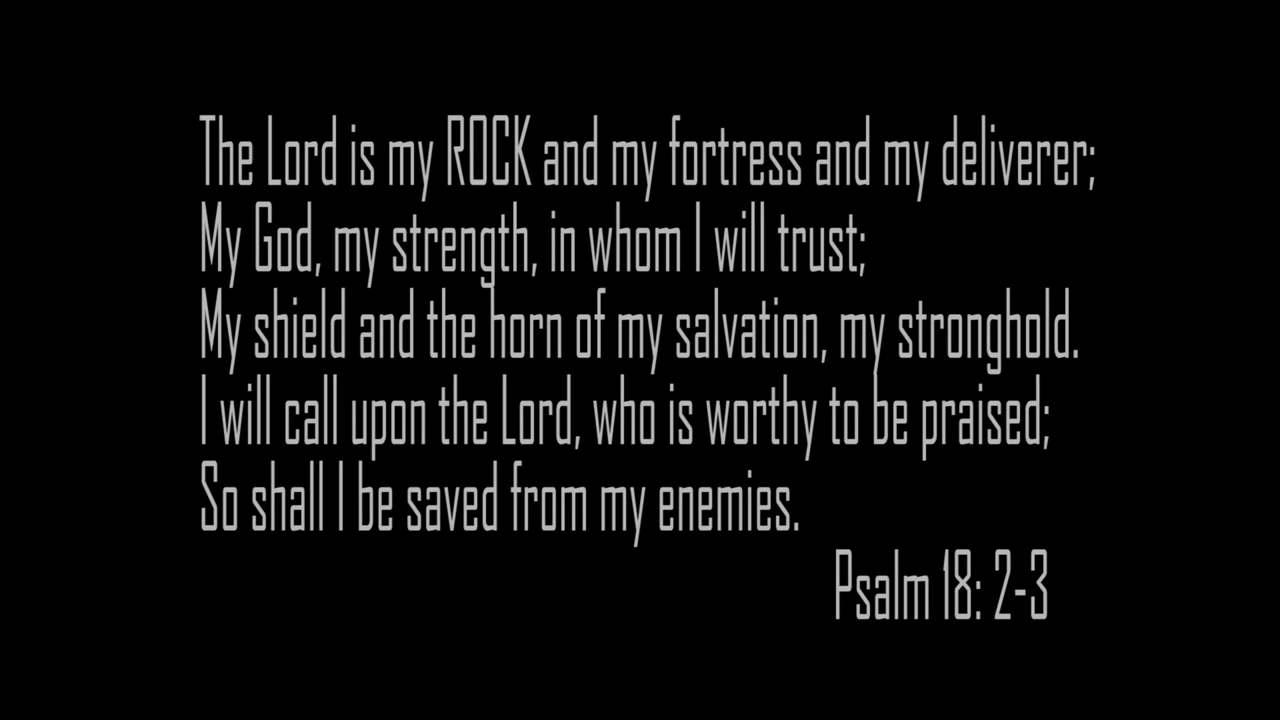 The Lord is my ROCK and my fortress and my deliverer;
My God, my strength, in whom I will trust;
My shield and the horn of my salvation, my stronghold.
I will call upon the Lord, who is worthy to be praised;
So shall I be saved from my enemies.
Psalm 18: 2-3